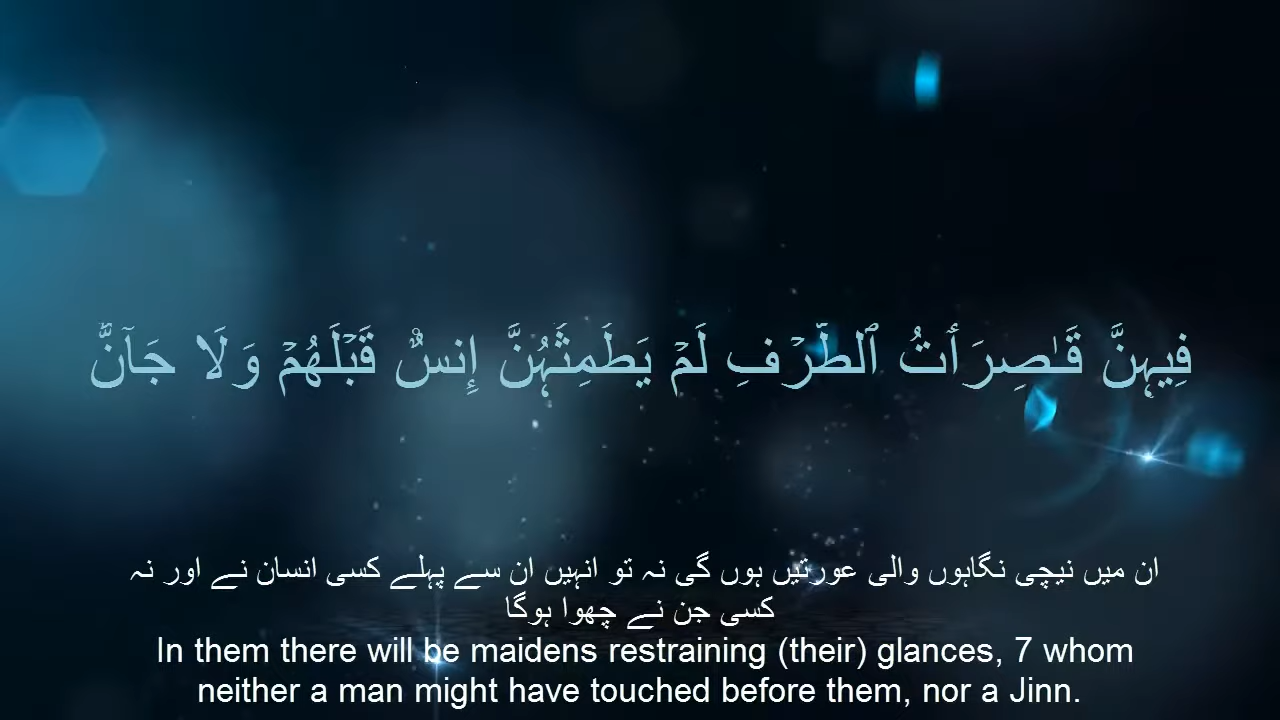 فِيهِنَّ قَـٰصِرَٲتُ ٱلطَّرۡفِ لَمۡ يَطۡمِثۡہُنَّ إِنسٌ۬ قَبۡلَهُمۡ وَلَا جَآنٌّ۬
ان میں نیچی نگاہوں والی عورتیں ہوں گی نہ تو انہیں ان سے پہلے کسی انسان نے اور نہ
کسی جن نے چھوا ہوگا
In them there will be maidens restraining (their) glances, 7 whom
neither a man might have touched before them, nor a Jinn.